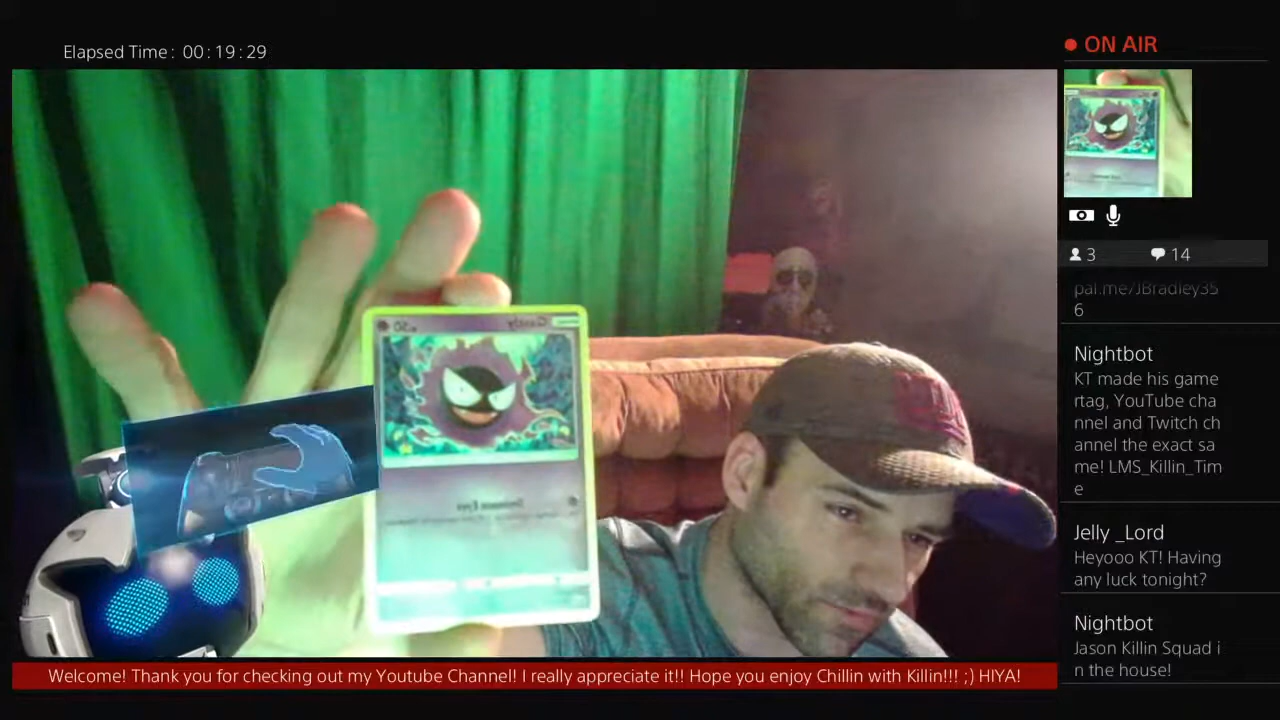 Elapsed Time: 00:19:29
ON AIR
3
14
pal.me/JBradley35
6
Nightbot
KT made his game
rtag, YouTube cha
nnel and Twitch ch
annel the exact sa
me! LMS_Killin_Tim
e
Jelly _Lord
Heyooo KT! Having
any luck tonight?
Nightbot
Jason Killin Squad i
n the house!
Gastly
50
Welcome! Thank you for checking out my Youtube Channel! I really appreciate it!! Hope you enjoy Chillin with Killin!!! ;) HIYA!